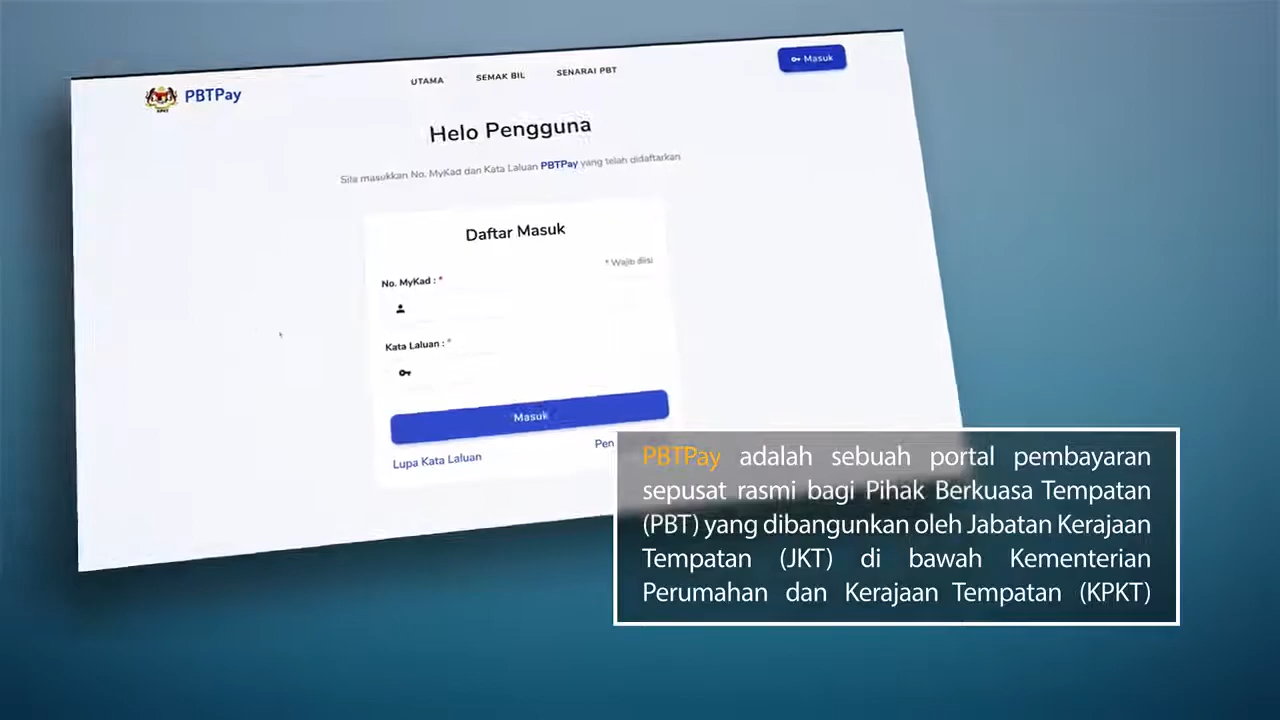 PBTPay
UTAMA
SEMAK BIL
SENARAI PBT
Masuk
Helo Pengguna
Sila masukkan No. MyKad dan Kata Laluan PBTPay yang telah didaftarkan
Daftar Masuk
* Wajib diisi
No. MyKad : *
Kata Laluan : *
Masuk
Lupa Kata Laluan
Pen
PBTPay adalah sebuah portal pembayaran
sepusat rasmi bagi Pihak Berkuasa Tempatan
(PBT) yang dibangunkan oleh Jabatan Kerajaan
Tempatan (JKT) di bawah Kementerian
Perumahan dan Kerajaan Tempatan (KPKT)